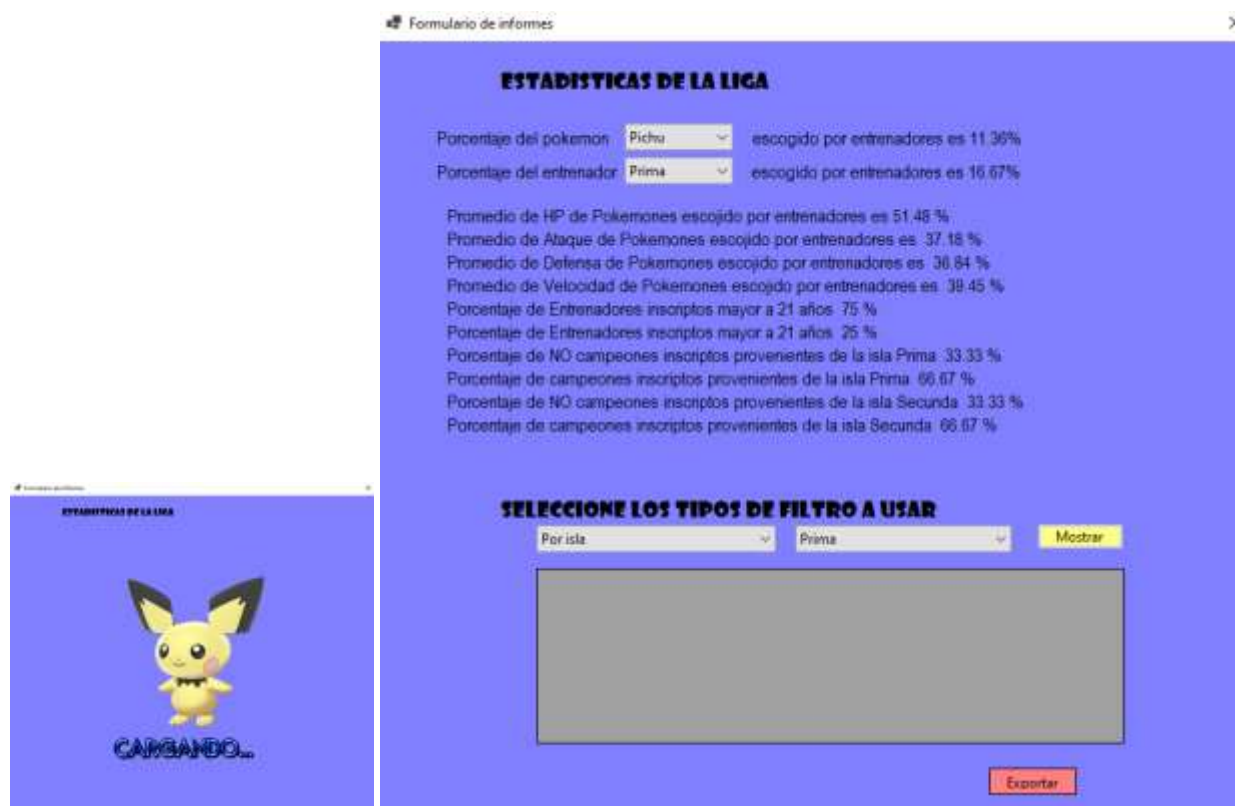 Formulario de informes
ESTADISTICAS DE LA LIGA
CARGANDO...
Formulario de informes
ESTADISTICAS DE LA LIGA
Porcentaje del pokemon Pichu escogido por entrenadores es 11.36%
Porcentaje del entrenador Prima escogido por entrenadores es 16.67%
Promedio de HP de Pokemones escojido por entrenadores es 51.48 %
Promedio de Ataque de Pokemones escojido por entrenadores es 37.18 %
Promedio de Defensa de Pokemones escojido por entrenadores es 36.84 %
Promedio de Velocidad de Pokemones escojido por entrenadores es 39.45 %
Porcentaje de Entrenadores inscriptos mayor a 21 años 75 %
Porcentaje de Entrenadores inscriptos mayor a 21 años 25 %
Porcentaje de NO campeones inscriptos provenientes de la isla Prima 33.33 %
Porcentaje de campeones inscriptos provenientes de la isla Prima 66.67 %
Porcentaje de NO campeones inscriptos provenientes de la isla Secunda 33.33 %
Porcentaje de campeones inscriptos provenientes de la isla Secunda 66.67 %
SELECCIONE LOS TIPOS DE FILTRO A USAR
Por isla Prima Mostrar
Exportar